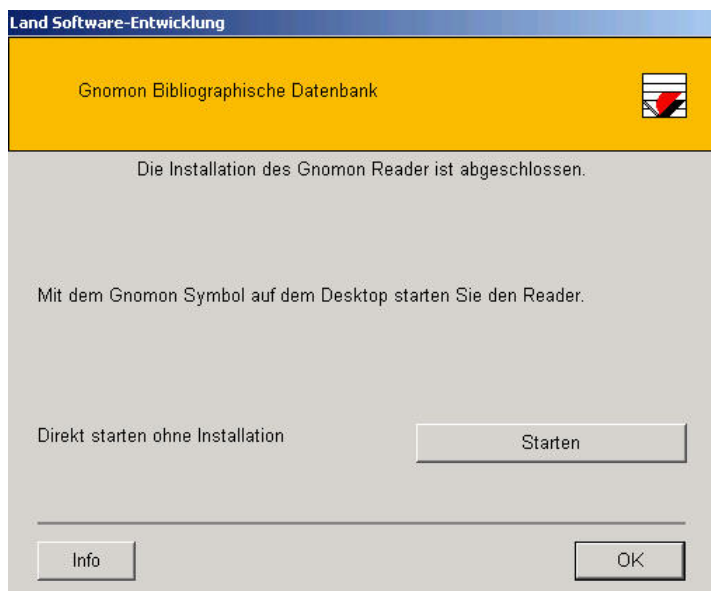 Land Software-Entwicklung
Gnomon Bibliographische Datenbank
Die Installation des Gnomon Reader ist abgeschlossen.
Mit dem Gnomon Symbol auf dem Desktop starten Sie den Reader.
Direkt starten ohne Installation
Starten
Info
OK